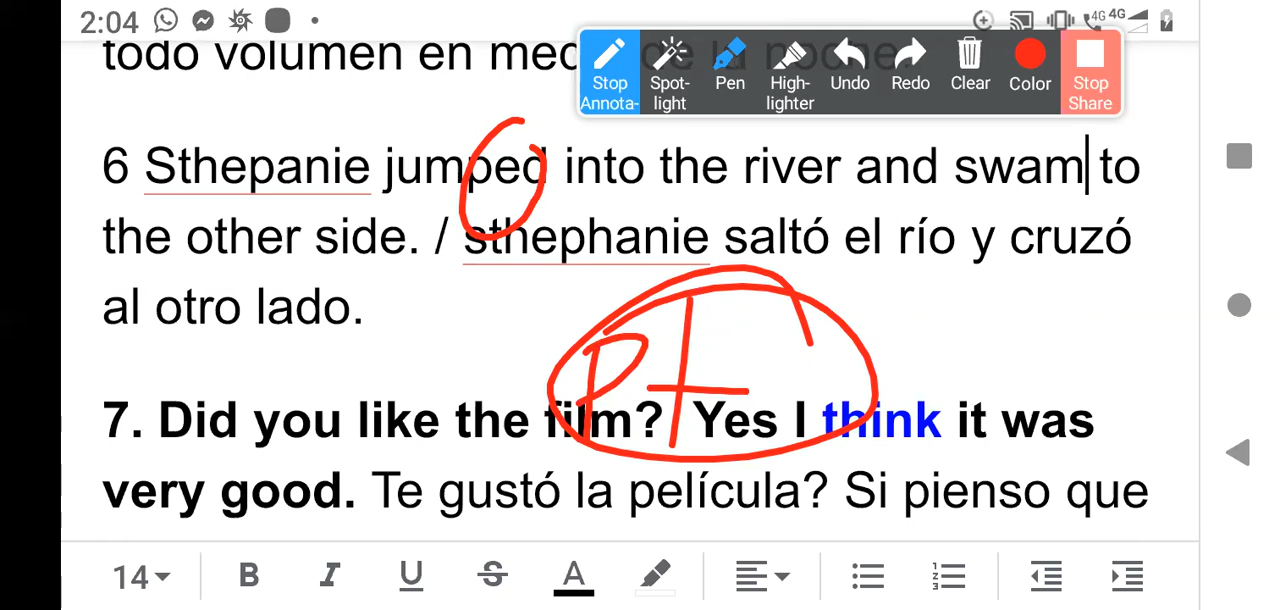 2:04
4G 4G
todo volumen en med de la noche.
Stop Annota-
Spot-light
Pen
High-lighter
Undo
Redo
Clear
Color
Stop Share
6 Sthepanie jumped into the river and swam to
the other side. / sthephanie saltó el río y cruzó
al otro lado.
Pt
7. Did you like the film? Yes I think it was
very good. Te gustó la película? Si pienso que
14 B I U S A